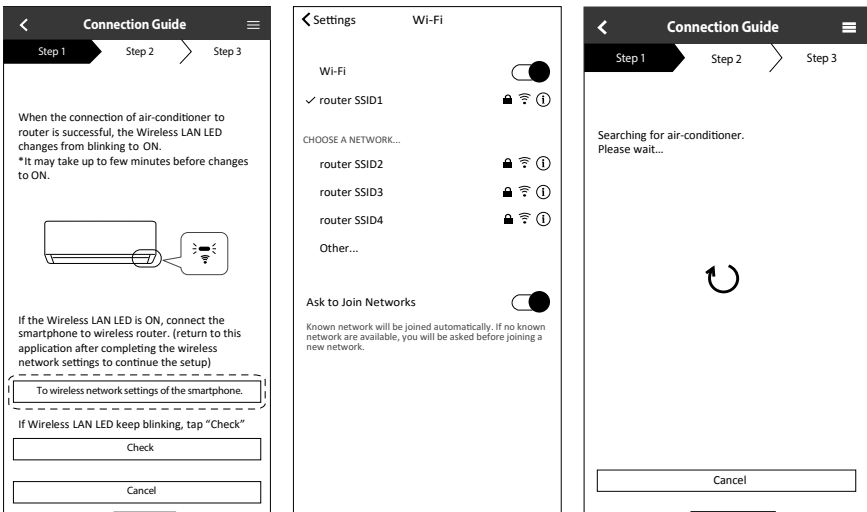 Connection Guide
Step 1
Step 2
Step 3
When the connection of air-conditioner to
router is successful, the Wireless LAN LED
changes from blinking to ON.
*It may take up to few minutes before changes
to ON.
If the Wireless LAN LED is ON, connect the
smartphone to wireless router. (return to this
application after completing the wireless
network settings to continue the setup)
To wireless network settings of the smartphone.
If Wireless LAN LED keep blinking, tap “Check”
Check
Cancel
Settings
Wi-Fi
Wi-Fi
router SSID1
CHOOSE A NETWORK...
router SSID2
router SSID3
router SSID4
Other...
Ask to Join Networks
Known network will be joined automatically. If no known
network are available, you will be asked before joining a
new network.
Connection Guide
Step 1
Step 2
Step 3
Searching for air-conditioner.
Please wait...
Cancel